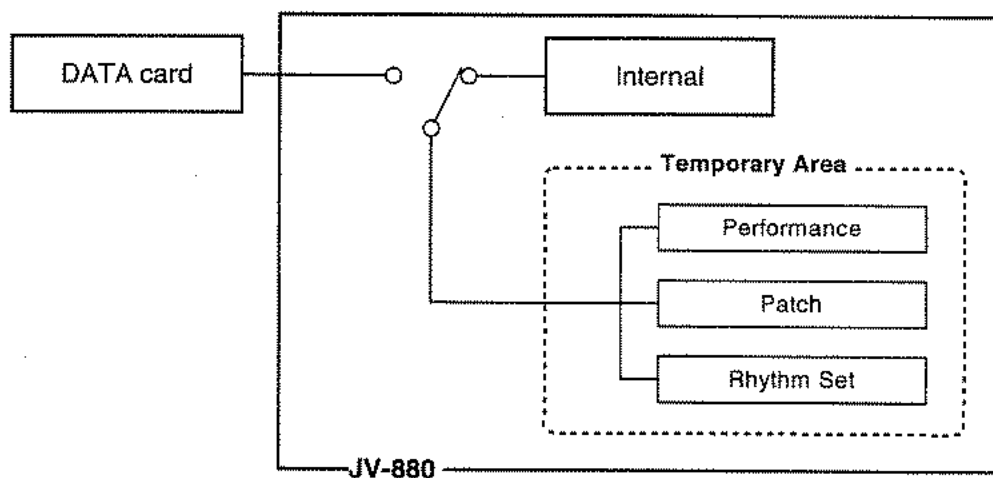 DATA card
Internal
Temporary Area
Performance
Patch
Rhythm Set
JV-880